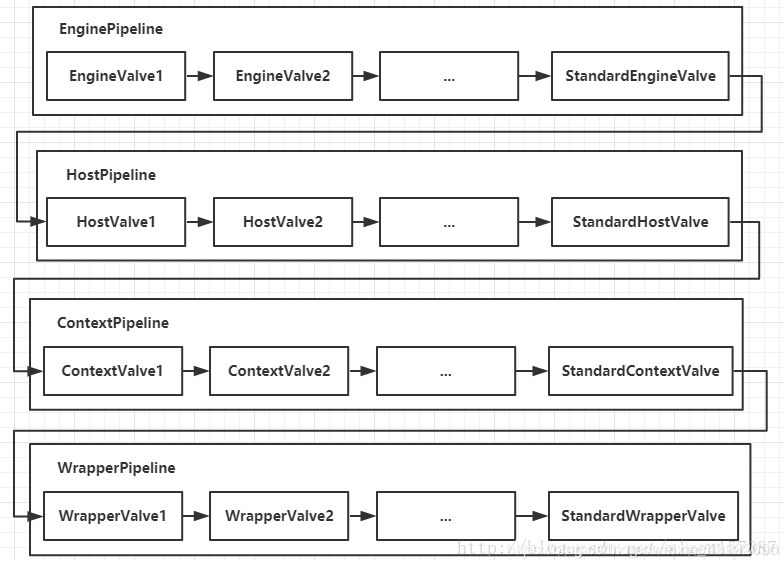 EnginePipeline
EngineValve1 EngineValve2 ... StandardEngineValve
HostPipeline
HostValve1 HostValve2 ... StandardHostValve
ContextPipeline
ContextValve1 ContextValve2 ... StandardContextValve
WrapperPipeline
WrapperValve1 WrapperValve2 ... StandardWrapperValve